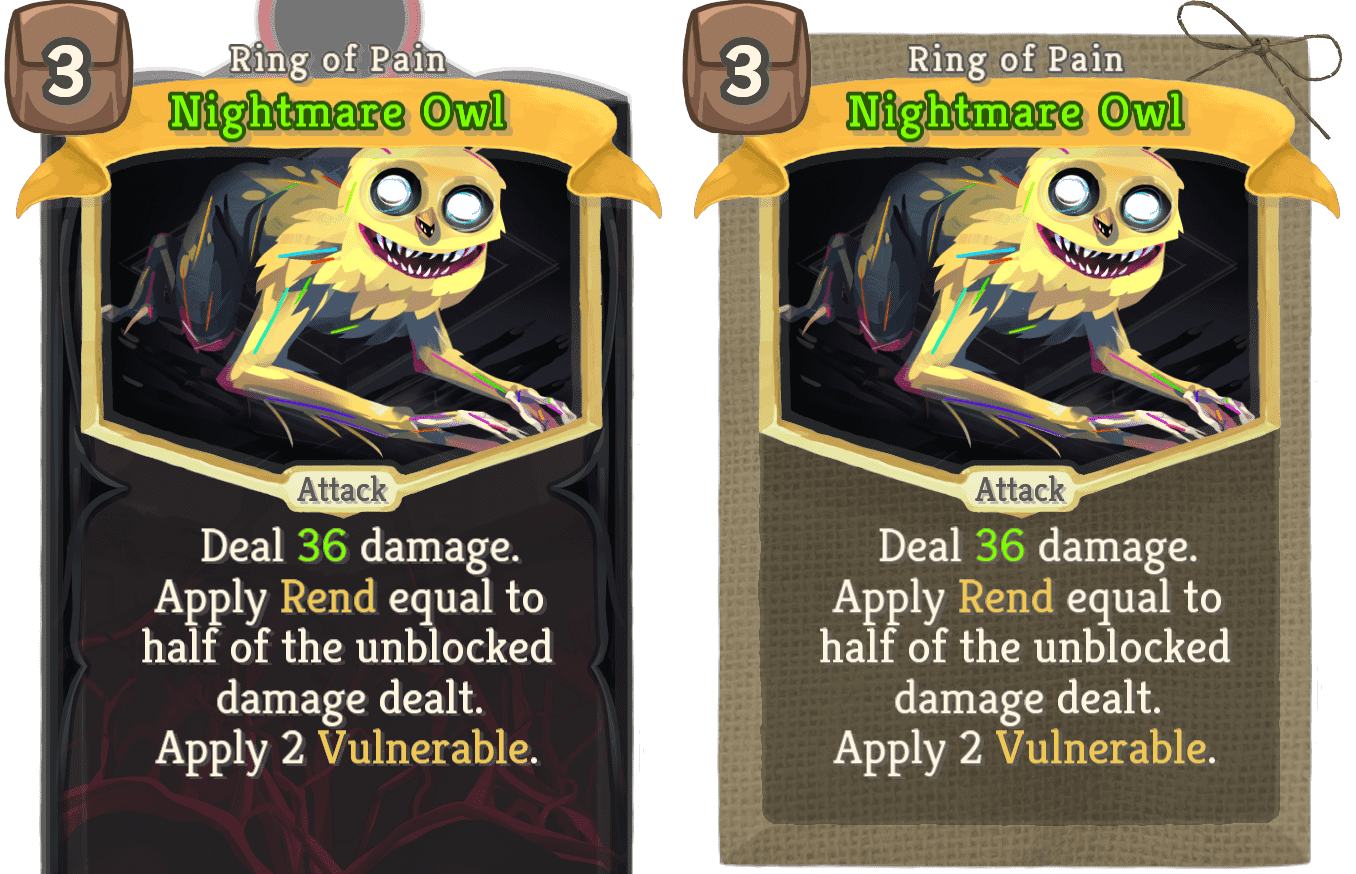 3
Ring of Pain
Nightmare Owl
Attack
Deal 36 damage.
Apply Rend equal to
half of the unblocked
damage dealt.
Apply 2 Vulnerable.
3
Ring of Pain
Nightmare Owl
Attack
Deal 36 damage.
Apply Rend equal to
half of the unblocked
damage dealt.
Apply 2 Vulnerable.